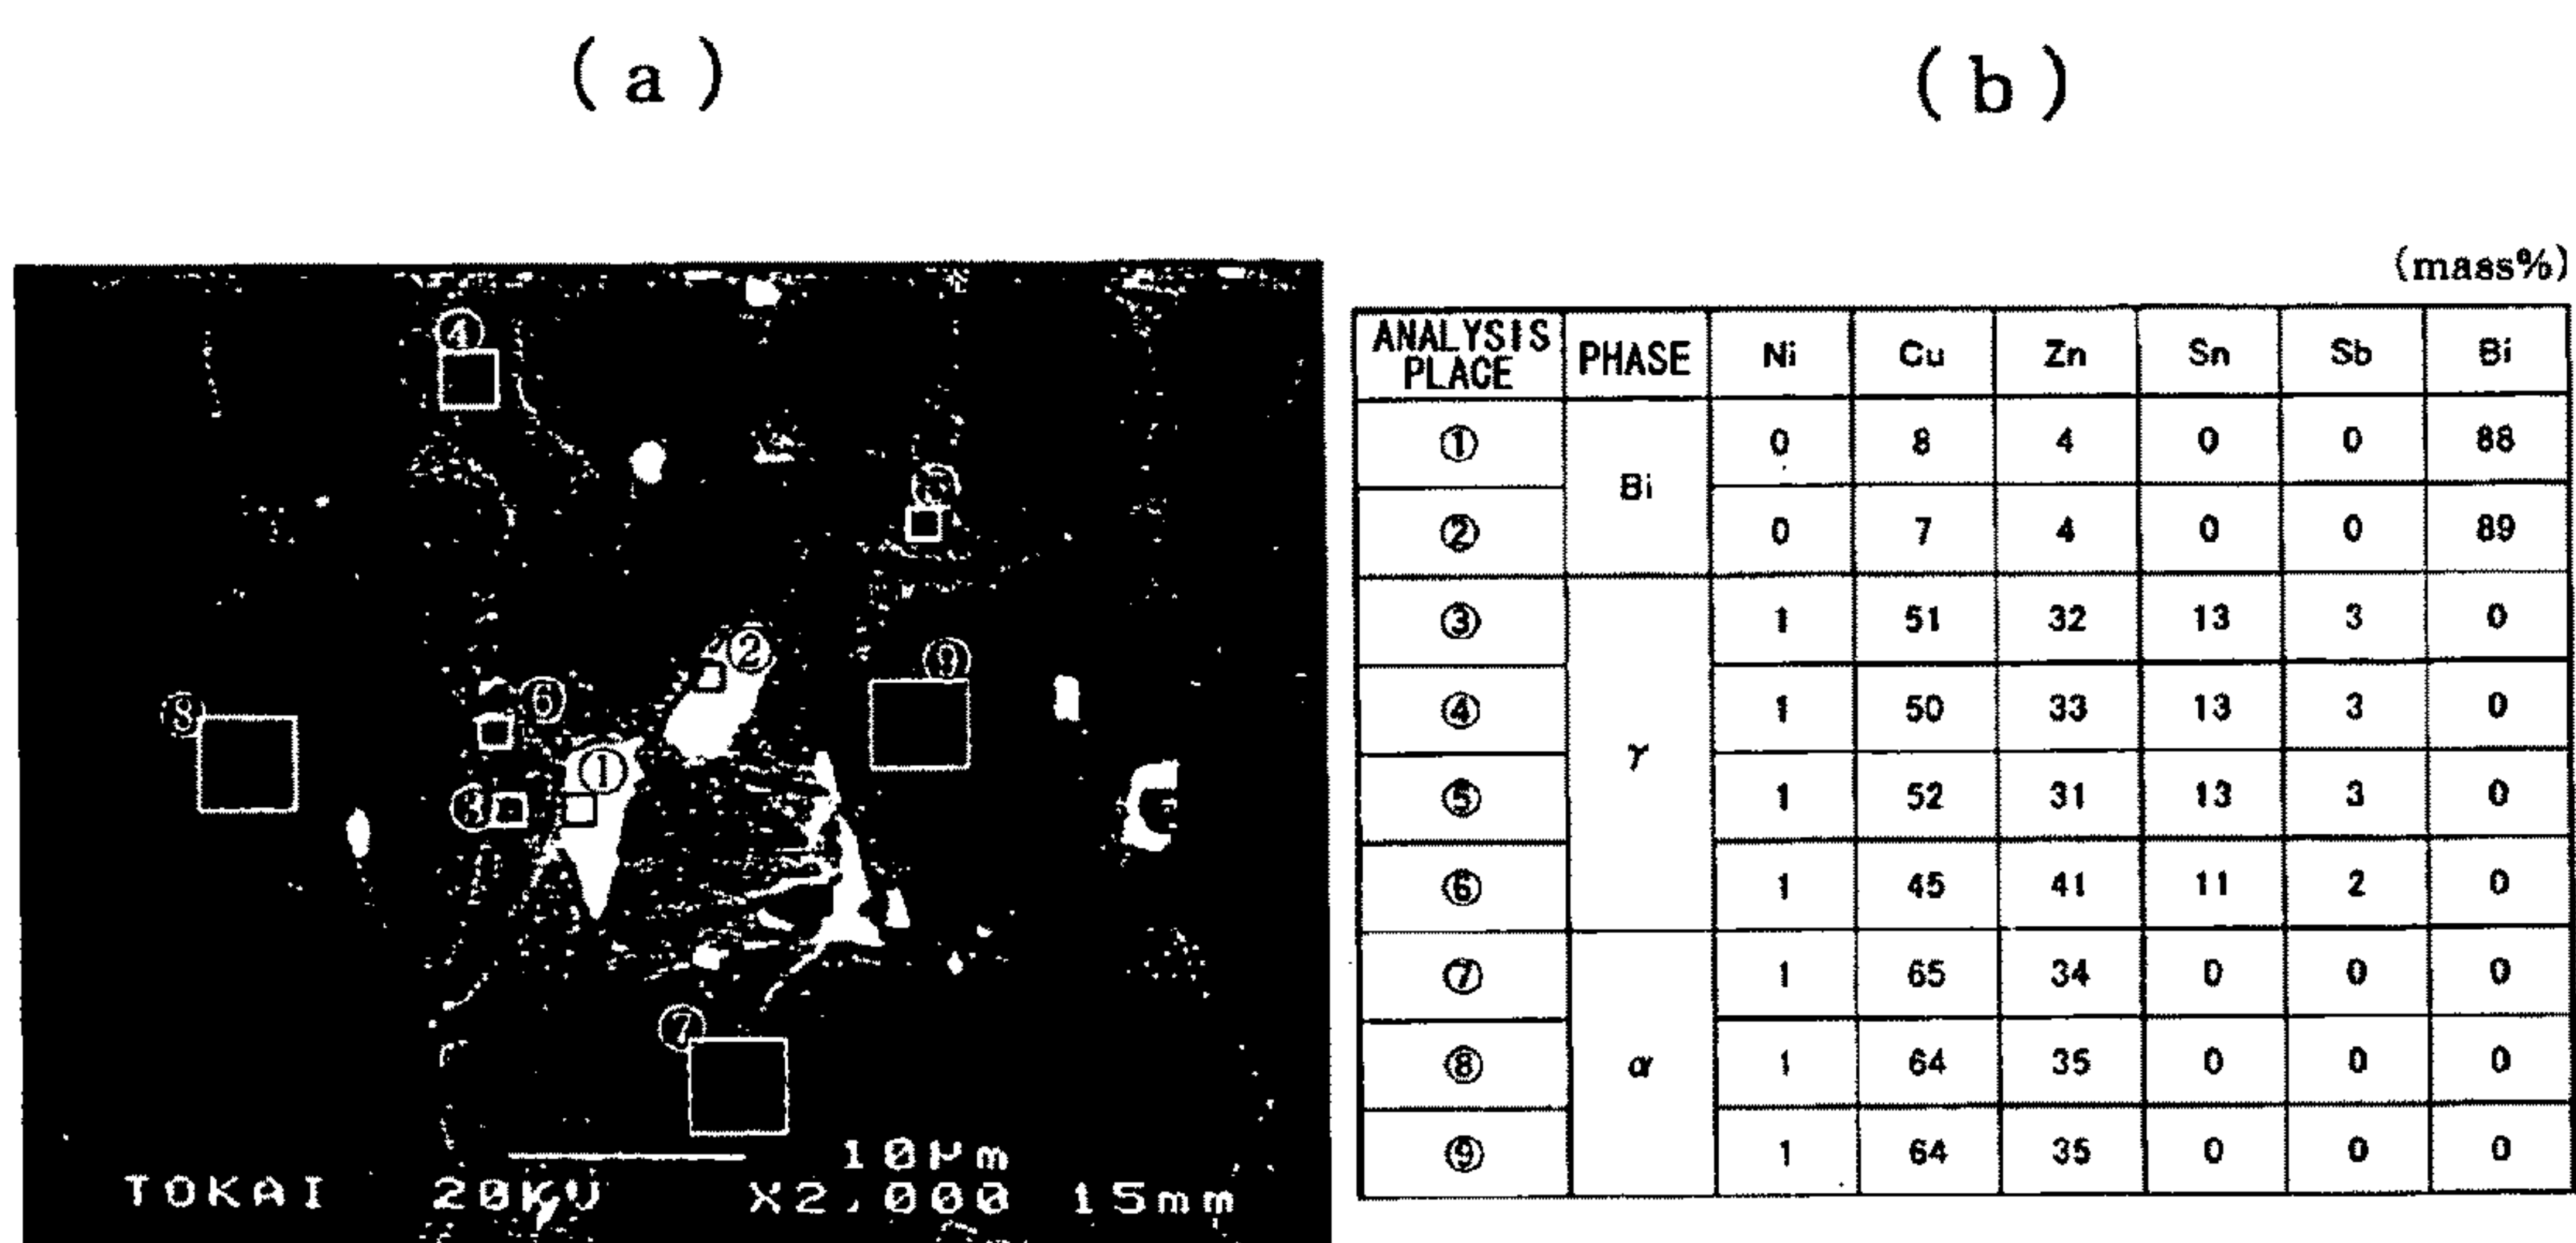 (a)
(b)
(mass%)
④
②
⑨
⑥
⑧
①
③
⑦
10μm
TOKAI 20KV X2,000 15mm
ANALYSIS PLACE PHASE Ni Cu Zn Sn Sb Bi
① Bi 0 8 4 0 0 88
② 0 7 4 0 0 89
③ γ 1 51 32 13 3 0
④ 1 50 33 13 3 0
⑤ 1 52 31 13 3 0
⑥ 1 45 41 11 2 0
⑦ α 1 65 34 0 0 0
⑧ 1 64 35 0 0 0
⑨ 1 64 35 0 0 0